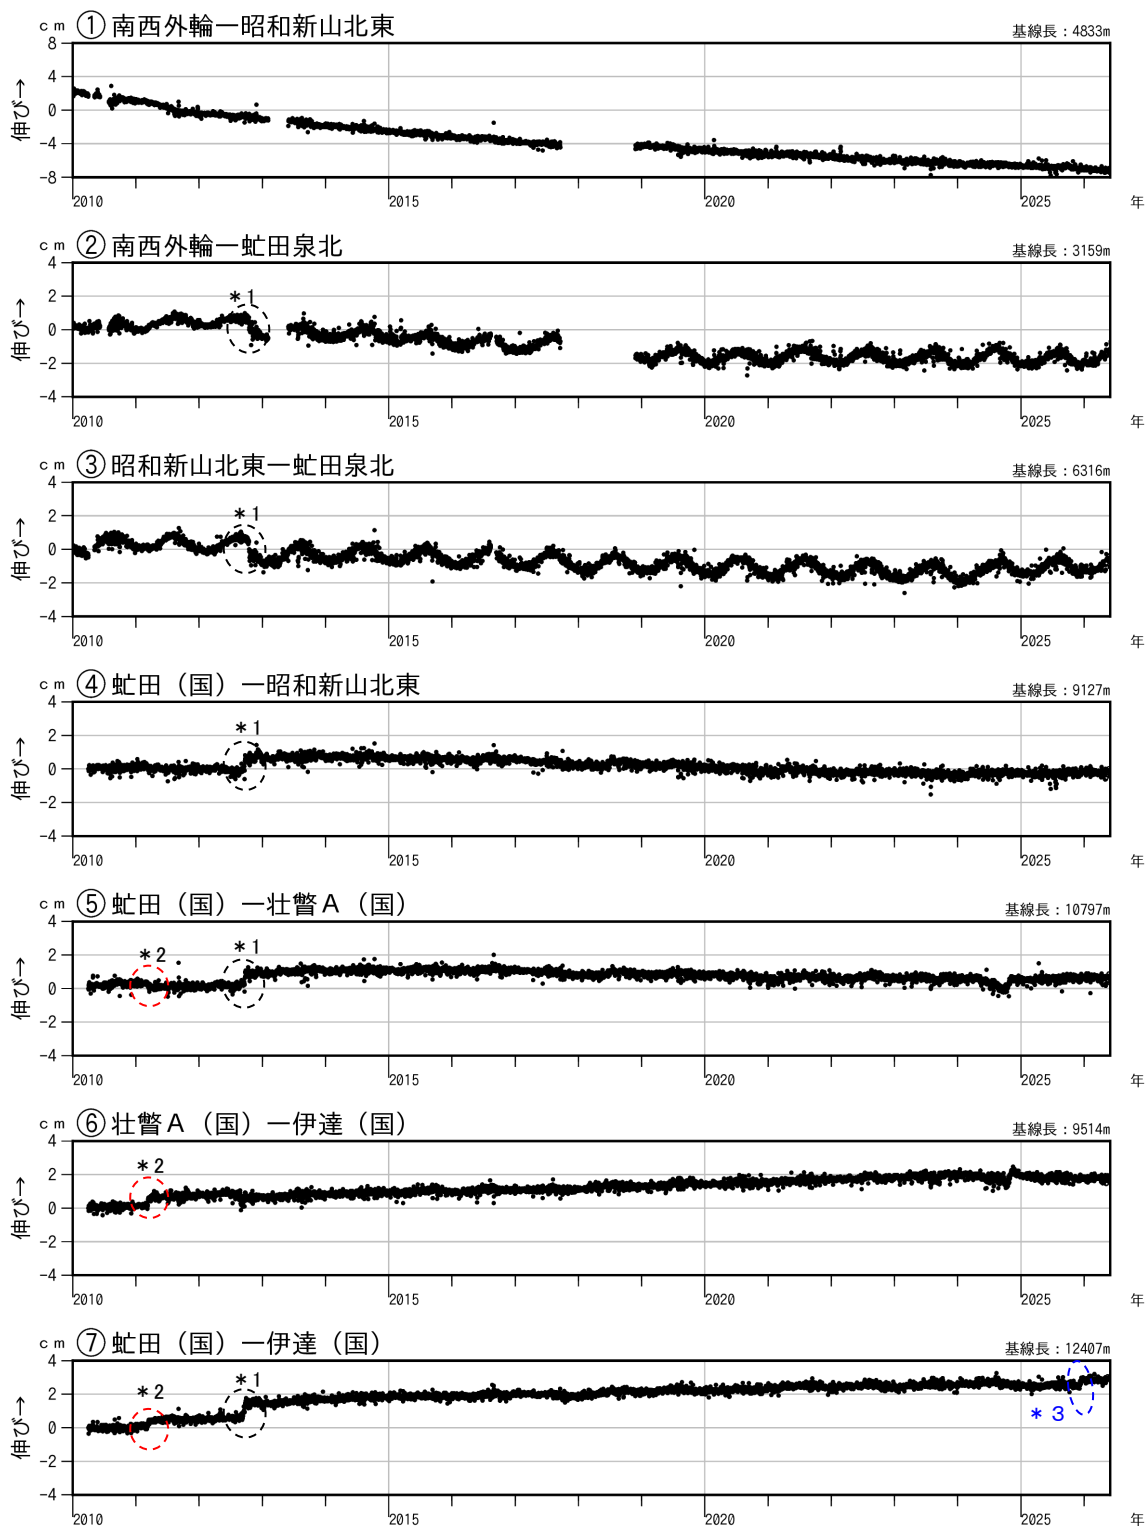 cm ①南西外輪ー昭和新山北東 基線長：4833m
8
4
0
-4
-8
伸び→
2010 2015 2020 2025 年
cm ②南西外輪ー虻田泉北 基線長：3159m
4
2
0
-2
-4
伸び→
＊1
2010 2015 2020 2025 年
cm ③昭和新山北東ー虻田泉北 基線長：6316m
4
2
0
-2
-4
伸び→
＊1
2010 2015 2020 2025 年
cm ④虻田（国）ー昭和新山北東 基線長：9127m
4
2
0
-2
-4
伸び→
＊1
2010 2015 2020 2025 年
cm ⑤虻田（国）ー壮瞥A（国） 基線長：10797m
4
2
0
-2
-4
伸び→
＊2 ＊1
2010 2015 2020 2025 年
cm ⑥壮瞥A（国）ー伊達（国） 基線長：9514m
4
2
0
-2
-4
伸び→
＊2
2010 2015 2020 2025 年
cm ⑦虻田（国）ー伊達（国） 基線長：12407m
4
2
0
-2
-4
伸び→
＊2 ＊1 ＊3
2010 2015 2020 2025 年